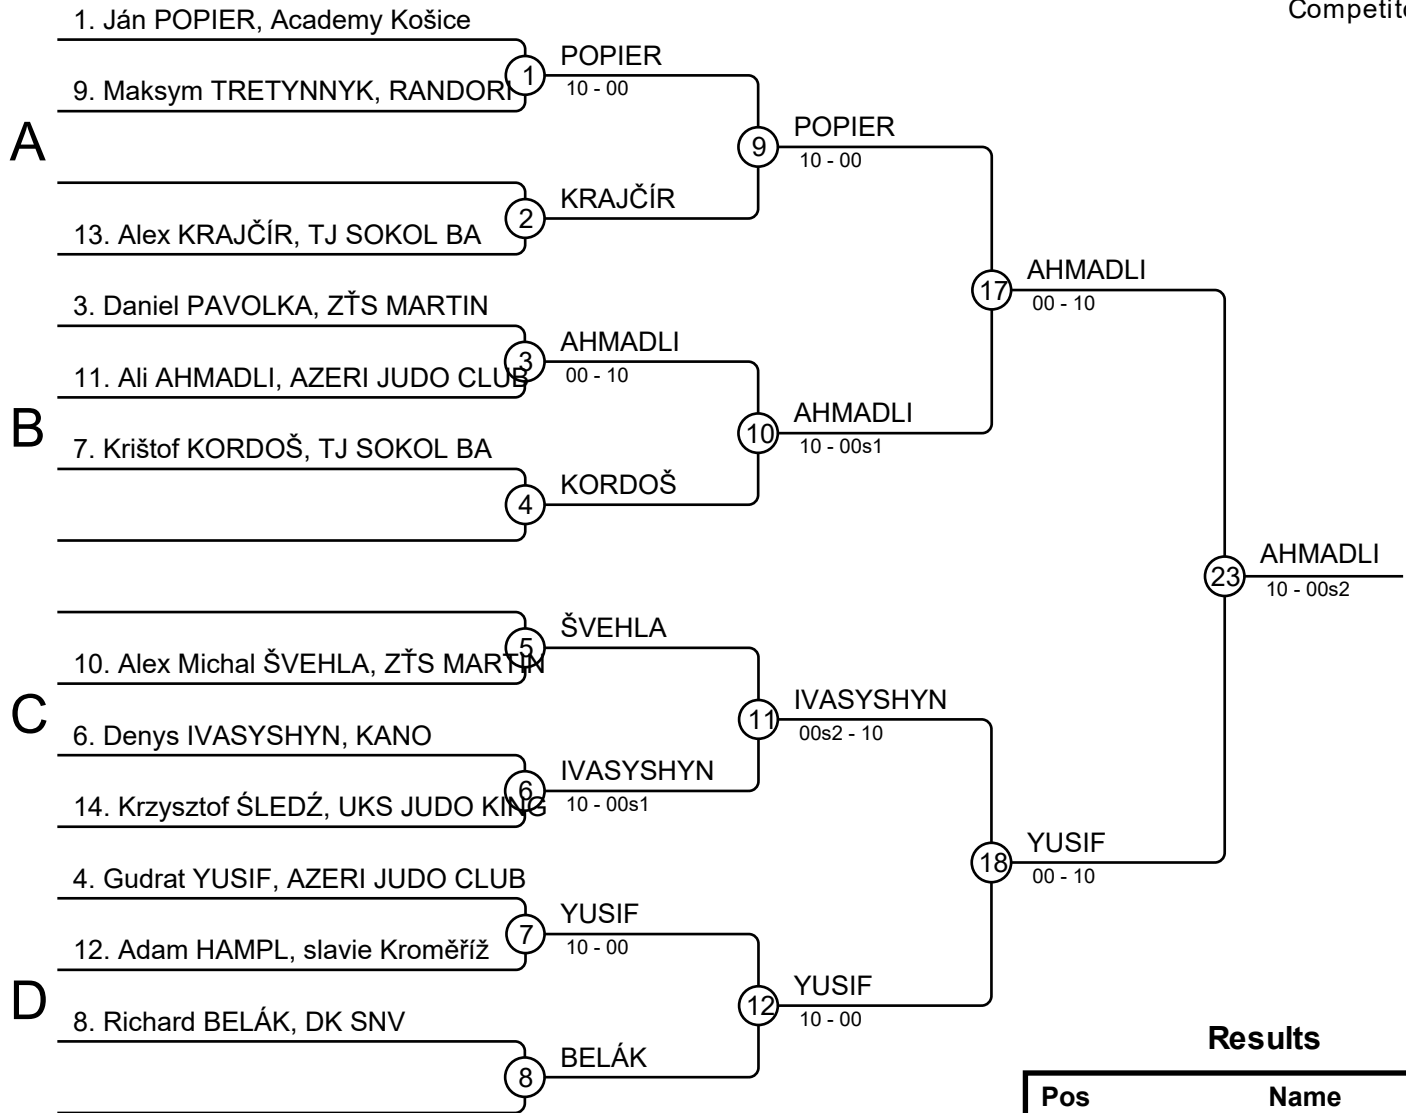 Competito
1. Ján POPIER, Academy Košice
POPIER
1
10 - 00
9. Maksym TRETYNNYK, RANDORI
A
POPIER
9
10 - 00
KRAJČÍR
2
13. Alex KRAJČÍR, TJ SOKOL BA
AHMADLI
17
00 - 10
3. Daniel PAVOLKA, ZŤS MARTIN
AHMADLI
3
00 - 10
11. Ali AHMADLI, AZERI JUDO CLUB
B
AHMADLI
10
10 - 00s1
7. Krištof KORDOŠ, TJ SOKOL BA
KORDOŠ
4
AHMADLI
23
10 - 00s2
ŠVEHLA
5
10. Alex Michal ŠVEHLA, ZŤS MARTIN
C
IVASYSHYN
11
00s2 - 10
6. Denys IVASYSHYN, KANO
IVASYSHYN
6
10 - 00s1
14. Krzysztof ŚLEDŹ, UKS JUDO KING
YUSIF
18
00 - 10
4. Gudrat YUSIF, AZERI JUDO CLUB
YUSIF
7
10 - 00
12. Adam HAMPL, slavie Kroměříž
D
YUSIF
12
10 - 00
8. Richard BELÁK, DK SNV
BELÁK
8
Results
Pos Name